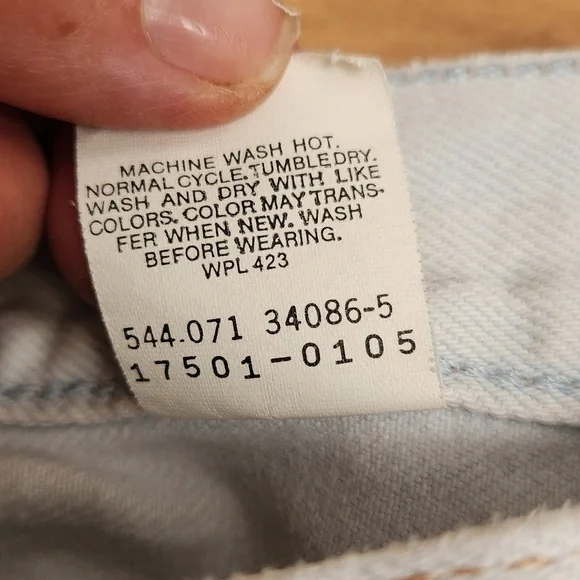 MACHINE WASH HOT.
NORMAL CYCLE. TUMBLE DRY.
WASH AND DRY WITH LIKE
COLORS. COLOR MAY TRANS-
FER WHEN NEW. WASH
BEFORE WEARING.
WPL 423
544.071 34086-5
17501-0105